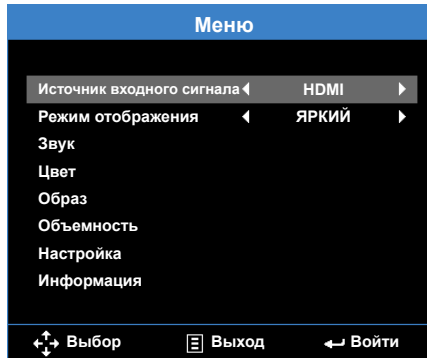 Меню
Источник входного сигнала HDMI
Режим отображения ЯРКИЙ
Звук
Цвет
Образ
Объемность
Настройка
Информация
Выбор Выход Войти